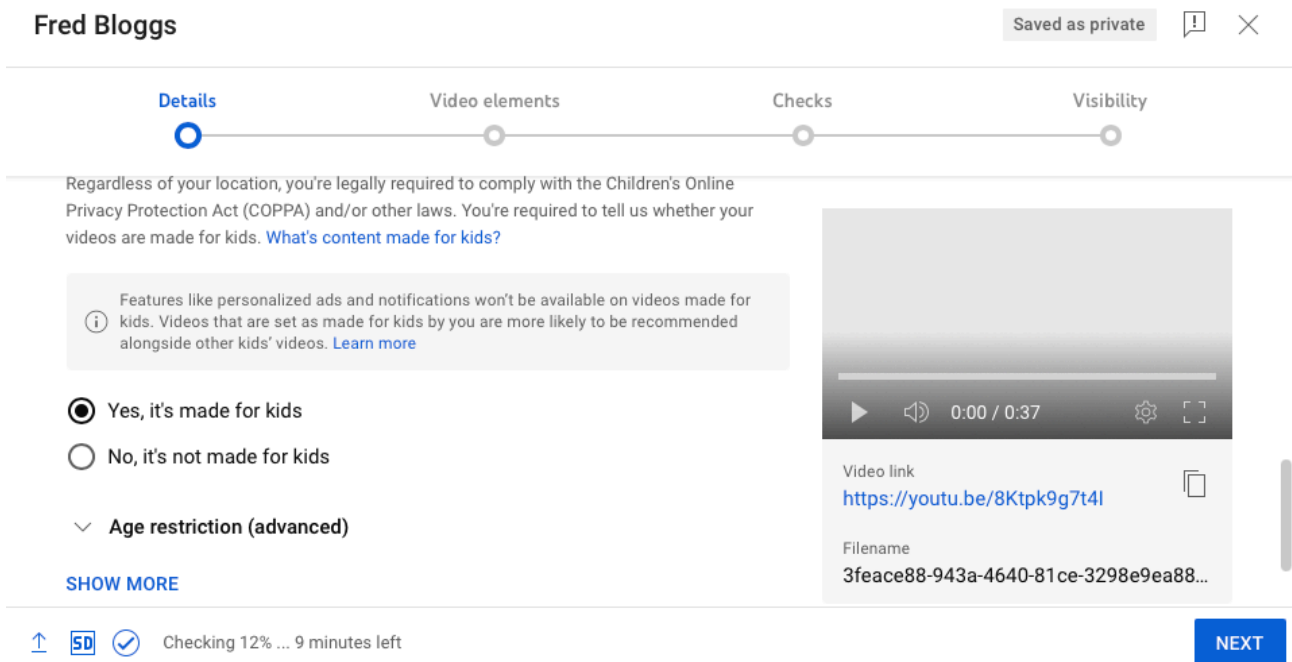 Fred Bloggs
Saved as private
Details
Video elements
Checks
Visibility
Regardless of your location, you're legally required to comply with the Children's Online
Privacy Protection Act (COPPA) and/or other laws. You're required to tell us whether your
videos are made for kids. What's content made for kids?
Features like personalized ads and notifications won't be available on videos made for
kids. Videos that are set as made for kids by you are more likely to be recommended
alongside other kids' videos. Learn more
Yes, it's made for kids
No, it's not made for kids
Age restriction (advanced)
SHOW MORE
0:00 / 0:37
Video link
https://youtu.be/8Ktpk9g7t4I
Filename
3feace88-943a-4640-81ce-3298e9ea88...
SD
Checking 12% ... 9 minutes left
NEXT